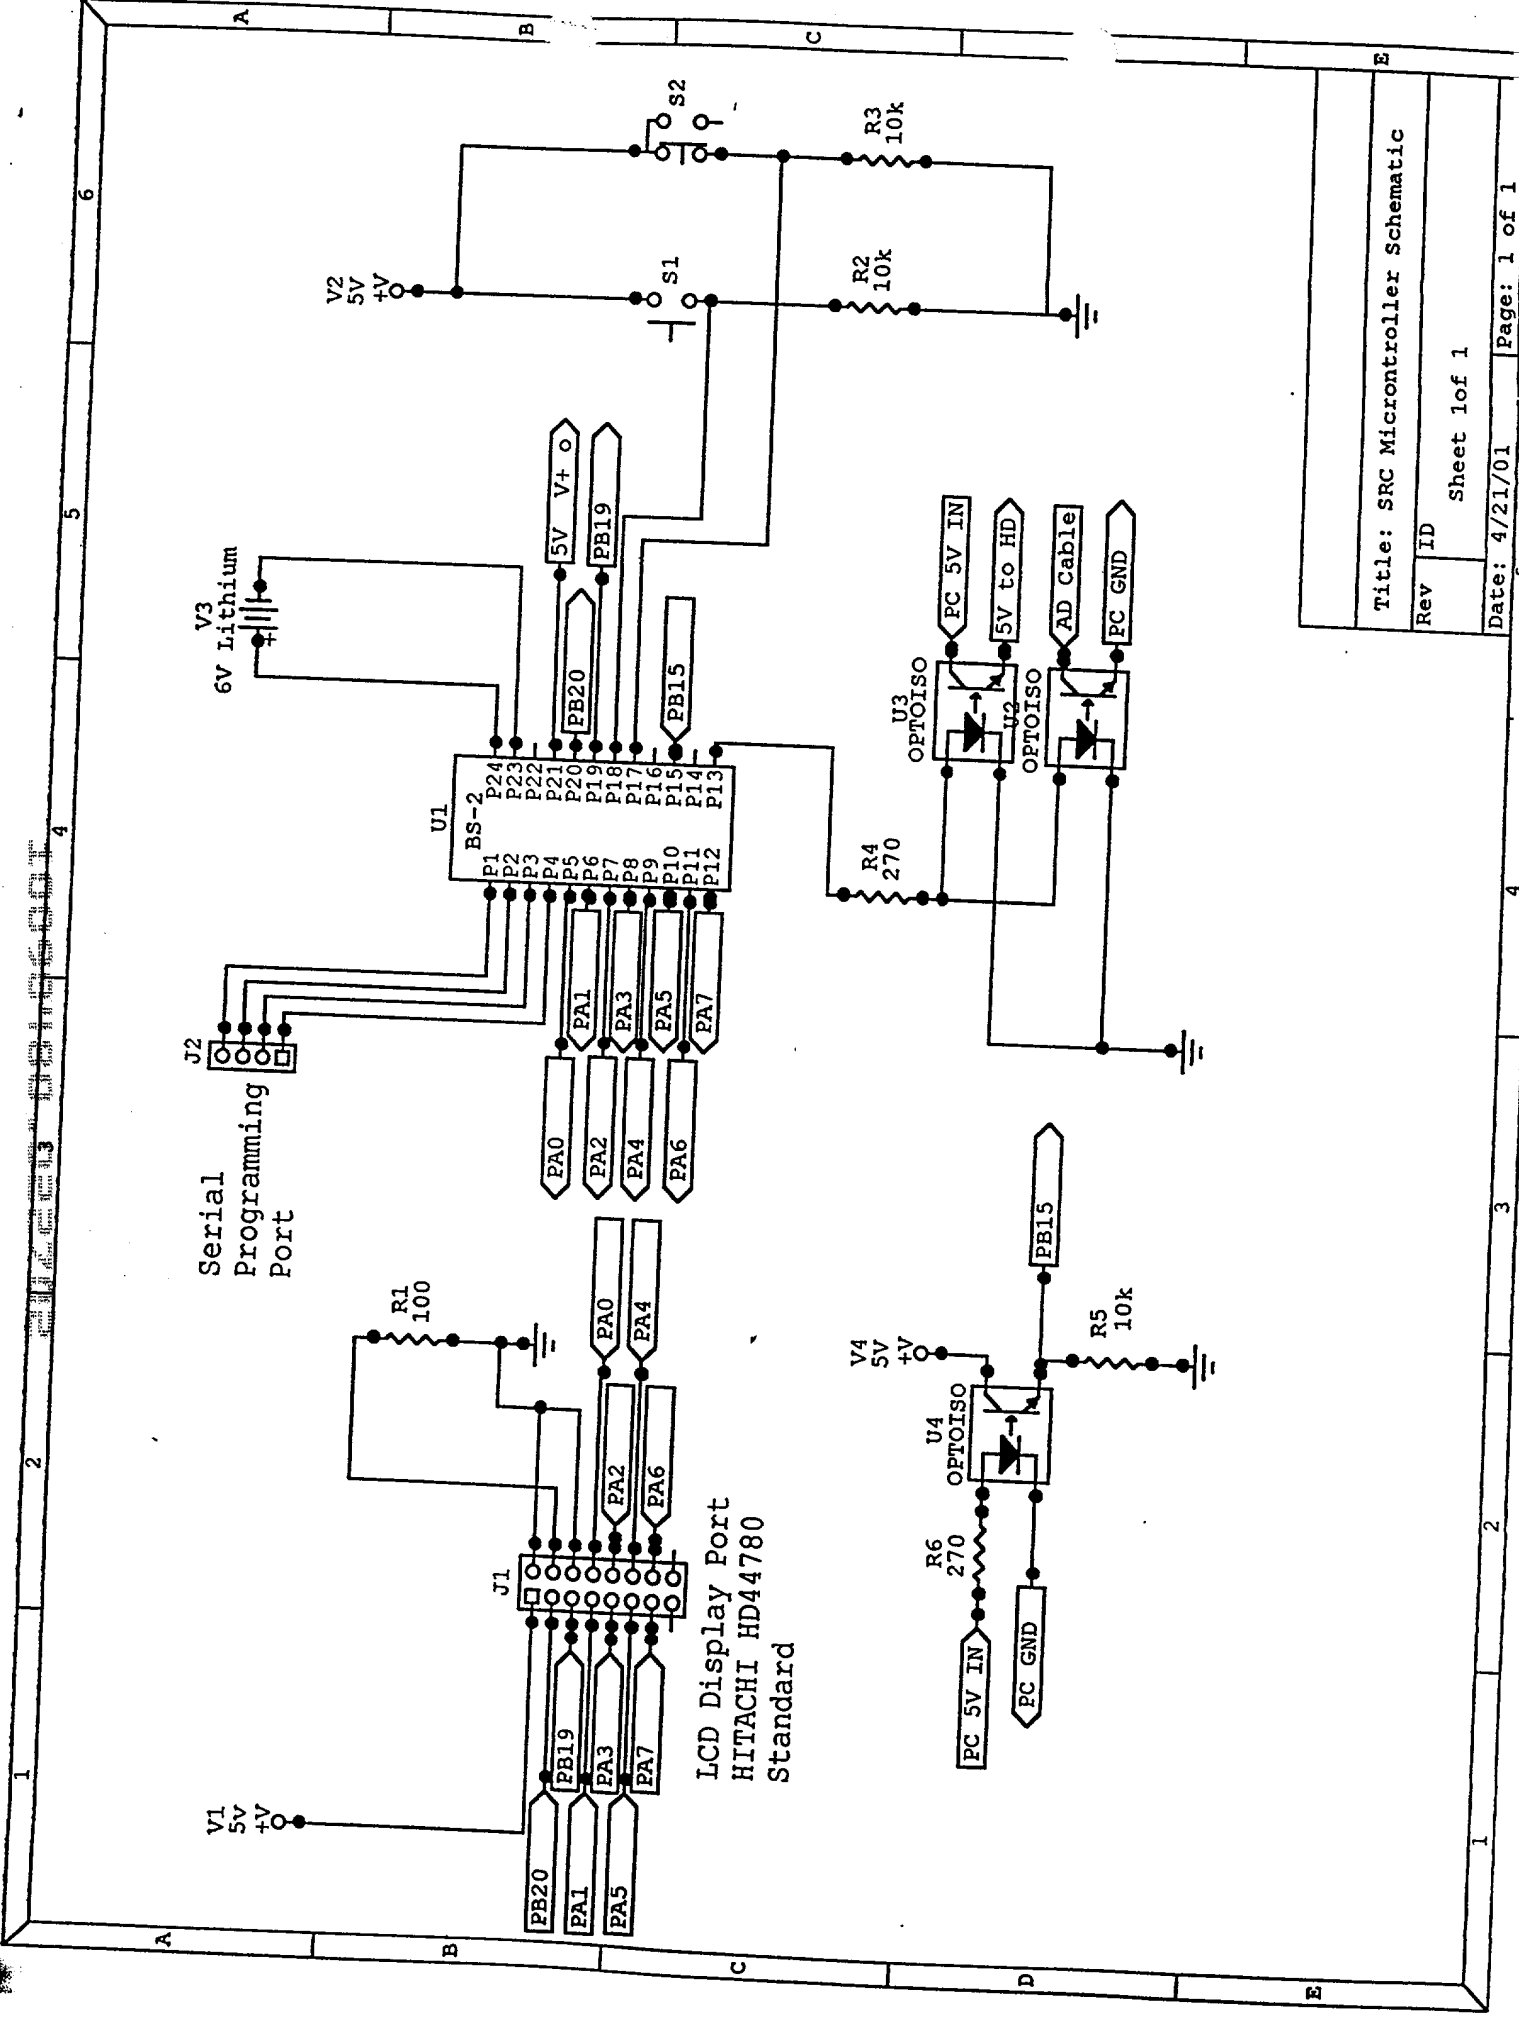 A
B
C
E
1
2
3
4
5
6
V1
5v
+V
J1
PB20
PB19
PA1
PA3
PA5
PA7
PA0
PA2
PA4
PA6
LCD Display Port
HITACHI HD44780
Standard
R1
100
Serial
Programming
Port
J2
PA0
PA1
PA2
PA3
PA4
PA5
PA6
PA7
U1
BS-2
P1
P2
P3
P4
P5
P6
P7
P8
P9
P10
P11
P12
P24
P23
P22
P21
P20
P19
P18
P17
P16
P15
P14
P13
V3
6V Lithium
+
5V V+
PB20
PB19
PB15
V2
5V
+V
S1
S2
R2
10k
R3
10k
R4
270
U3
OPTOISO
U2
OPTOISO
PC 5V IN
5V to HD
AD Cable
PC GND
V4
5V
+V
U4
OPTOISO
R6
270
PC 5V IN
PC GND
PB15
R5
10k
Title: SRC Microntroller Schematic
Rev
ID
Sheet 1of 1
Date: 4/21/01
Page: 1 of 1
A
B
C
D
E
1
2
3
4